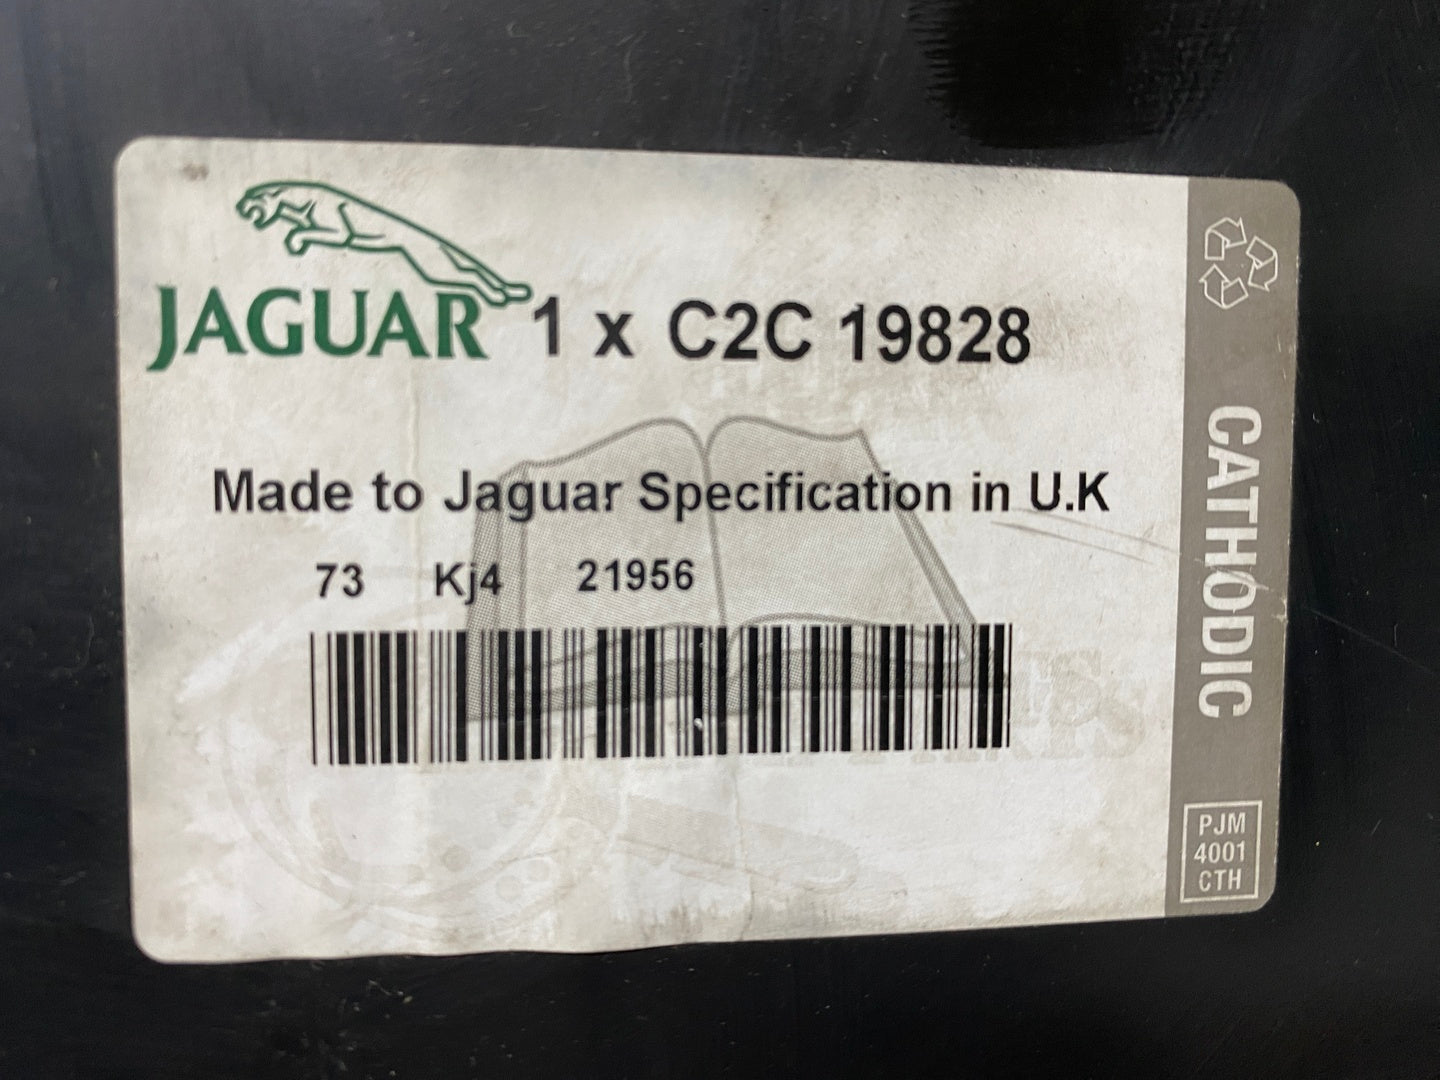 JAGUAR 1 x C2C 19828
Made to Jaguar Specification in U.K
73 Kj4 21956
CATHODIC
PJM
4001
CTH